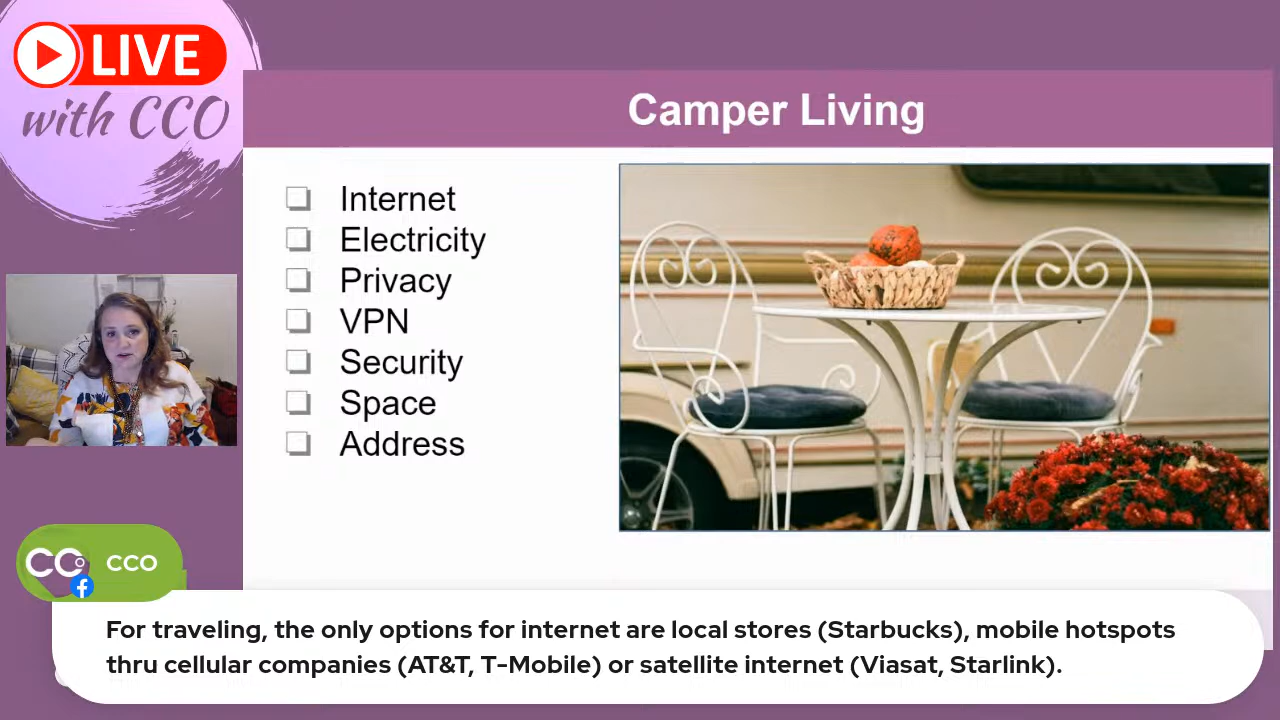 LIVE
with CCO
Camper Living
Internet
Electricity
Privacy
VPN
Security
Space
Address
CCO
CCO
For traveling, the only options for internet are local stores (Starbucks), mobile hotspots
thru cellular companies (AT&T, T-Mobile) or satellite internet (Viasat, Starlink).